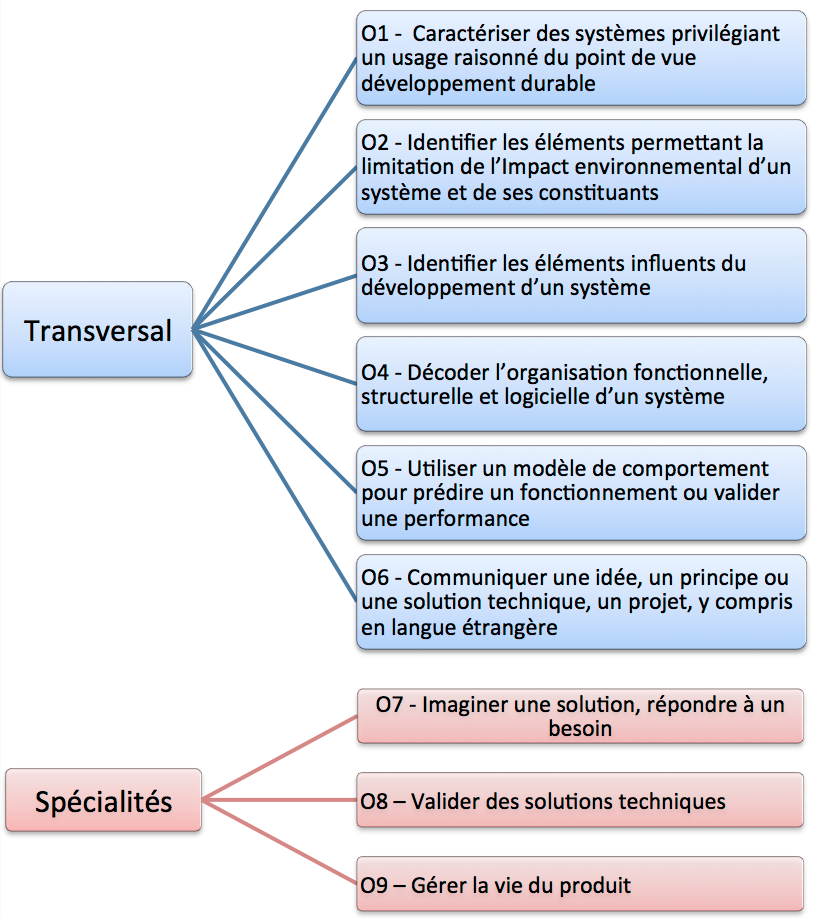 O1 -  Caractériser des systèmes privilégiant
un usage raisonné du point de vue
développement durable
O2 - Identifier les éléments permettant la
limitation de l’Impact environnemental d’un
système et de ses constituants
O3 - Identifier les éléments influents du
développement d’un système
Transversal
O4 - Décoder l’organisation fonctionnelle,
structurelle et logicielle d’un système
O5 - Utiliser un modèle de comportement
pour prédire un fonctionnement ou valider
une performance
O6 - Communiquer une idée, un principe ou
une solution technique, un projet, y compris
en langue étrangère
O7 - Imaginer une solution, répondre à un
besoin
Spécialités
O8 – Valider des solutions techniques
O9 – Gérer la vie du produit